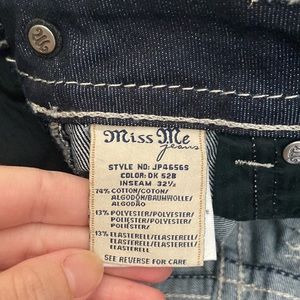 Miss Me
jeans
STYLE NO: JP4656S
COLOR: DK 528
INSEAM 32½
74% COTTON/COTON/
ALGODÓN/BAUMWOLLE/
ALGODÃO
13% POLYESTER/POLYESTER/
POLIÉSTER/POLYESTER/
POLIÉSTER
13% ELASTERELL/ELASTERELL/
ELASTERELL/ELASTERELL/
ELASTERELL
SEE REVERSE FOR CARE